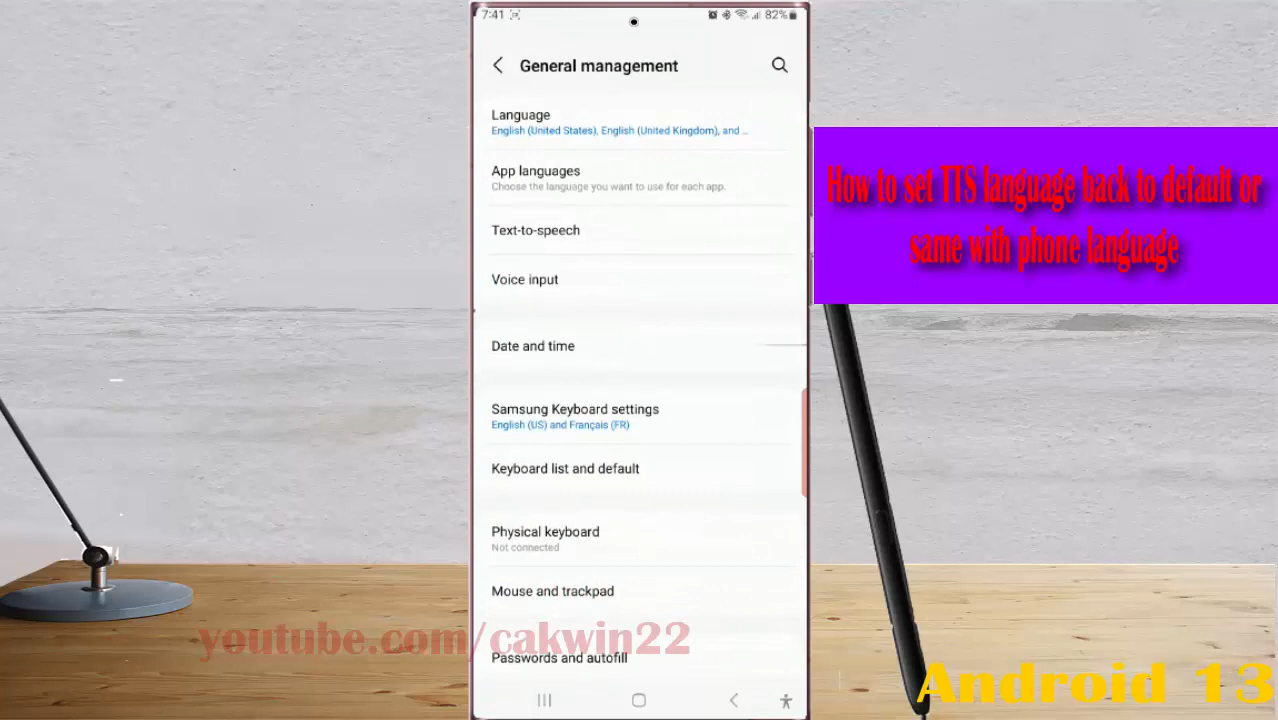 7:41
82%
General management
Language
English (United States), English (United Kingdom), and ...
App languages
Choose the language you want to use for each app.
Text-to-speech
Voice input
Date and time
Samsung Keyboard settings
English (US) and Français (FR)
Keyboard list and default
Physical keyboard
Not connected
Mouse and trackpad
Passwords and autofill
How to set TTS language back to default or
same with phone language
youtube.com/cakwin22
Android 13